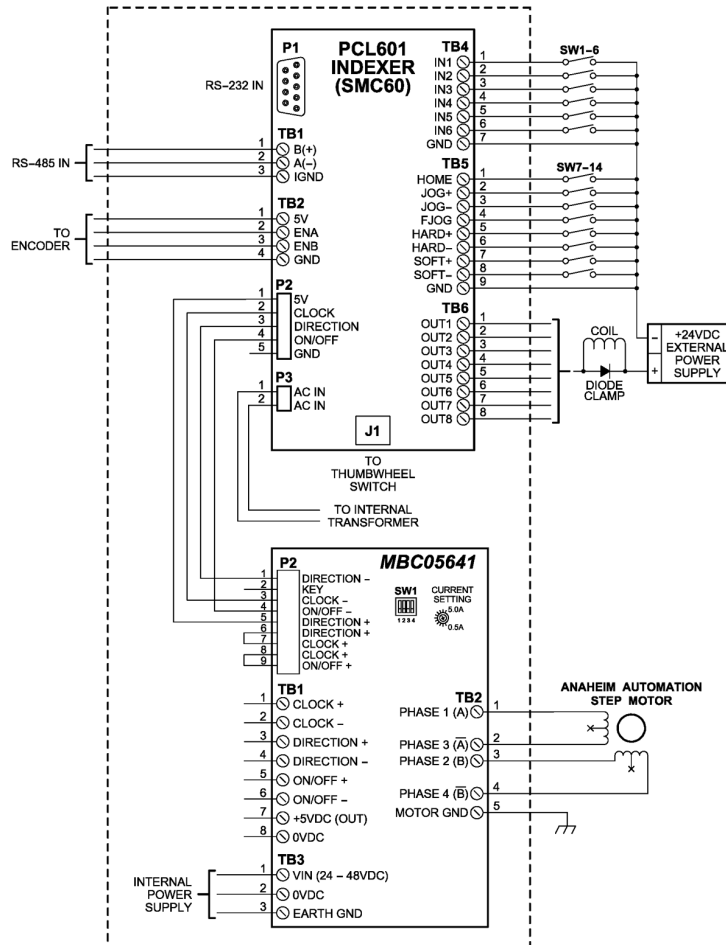 P1
PCL601
INDEXER
(SMC60)
RS-232 IN
TB1
1 B(+)
2 A(-)
3 IGND
RS-485 IN
TB2
1 5V
2 ENA
3 ENB
4 GND
TO
ENCODER
P2
1 5V
2 CLOCK
3 DIRECTION
4 ON/OFF
5 GND
P3
1 AC IN
2 AC IN
J1
TO
THUMBWHEEL
SWITCH
TO INTERNAL
TRANSFORMER
TB4
IN1 1
IN2 2
IN3 3
IN4 4
IN5 5
IN6 6
GND 7
SW1-6
TB5
HOME 1
JOG+ 2
JOG- 3
FJOG 4
HARD+ 5
HARD- 6
SOFT+ 7
SOFT- 8
GND 9
SW7-14
TB6
OUT1 1
OUT2 2
OUT3 3
OUT4 4
OUT5 5
OUT6 6
OUT7 7
OUT8 8
COIL
DIODE
CLAMP
-
+
+24VDC
EXTERNAL
POWER
SUPPLY
P2
MBC05641
1 DIRECTION -
2 KEY
3 CLOCK -
4 ON/OFF -
5 DIRECTION +
6 DIRECTION +
7 CLOCK +
8 CLOCK +
9 ON/OFF +
SW1
1 2 3 4
CURRENT
SETTING
5.0A
0.5A
TB1
1 CLOCK +
2 CLOCK -
3 DIRECTION +
4 DIRECTION -
5 ON/OFF +
6 ON/OFF -
7 +5VDC (OUT)
8 0VDC
TB2
PHASE 1 (A) 1
PHASE 3 (A̅) 2
PHASE 2 (B) 3
PHASE 4 (B̅) 4
MOTOR GND 5
ANAHEIM AUTOMATION
STEP MOTOR
TB3
1 VIN (24 - 48VDC)
2 0VDC
3 EARTH GND
INTERNAL
POWER
SUPPLY